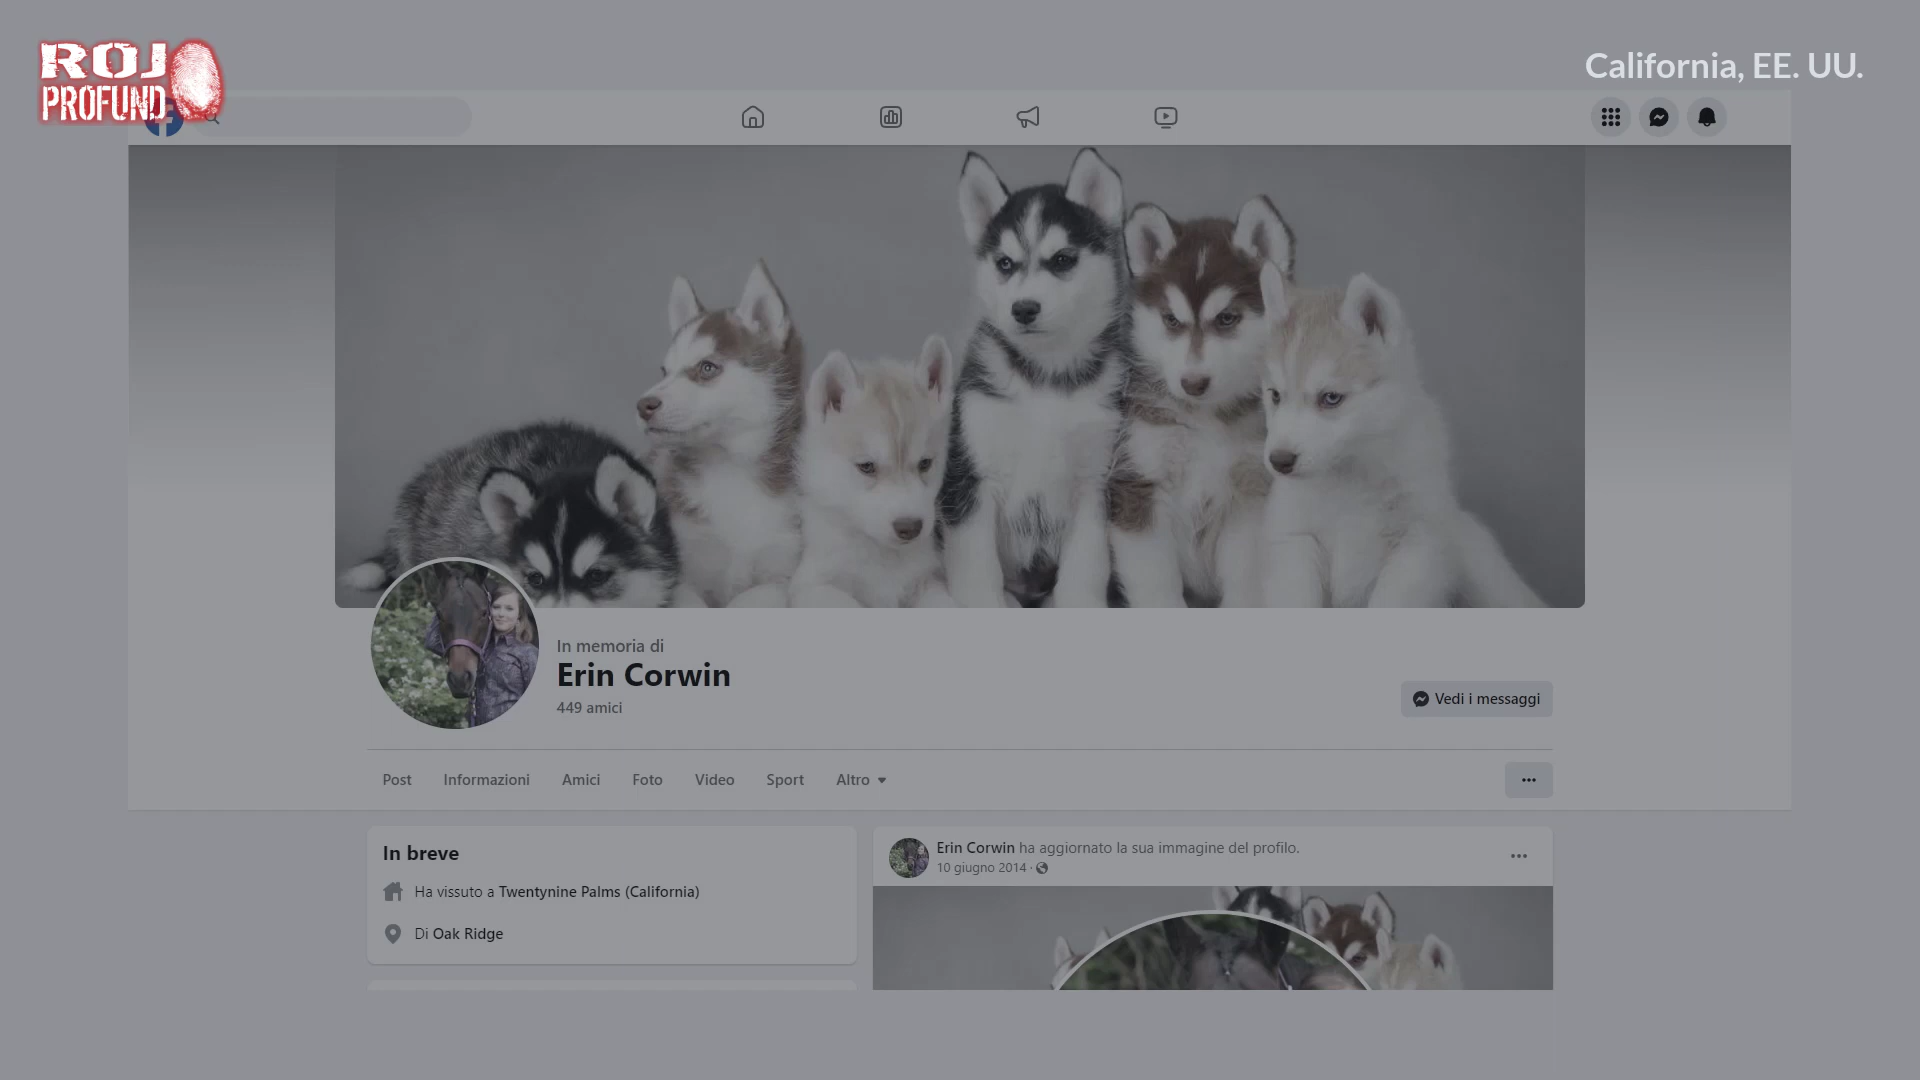 ROJO
PROFUNDO
California, EE. UU.
In memoria di
Erin Corwin
449 amici
Vedi i messaggi
Post
Informazioni
Amici
Foto
Video
Sport
Altro
In breve
Ha vissuto a Twentynine Palms (California)
Di Oak Ridge
Erin Corwin ha aggiornato la sua immagine del profilo.
10 giugno 2014 ·